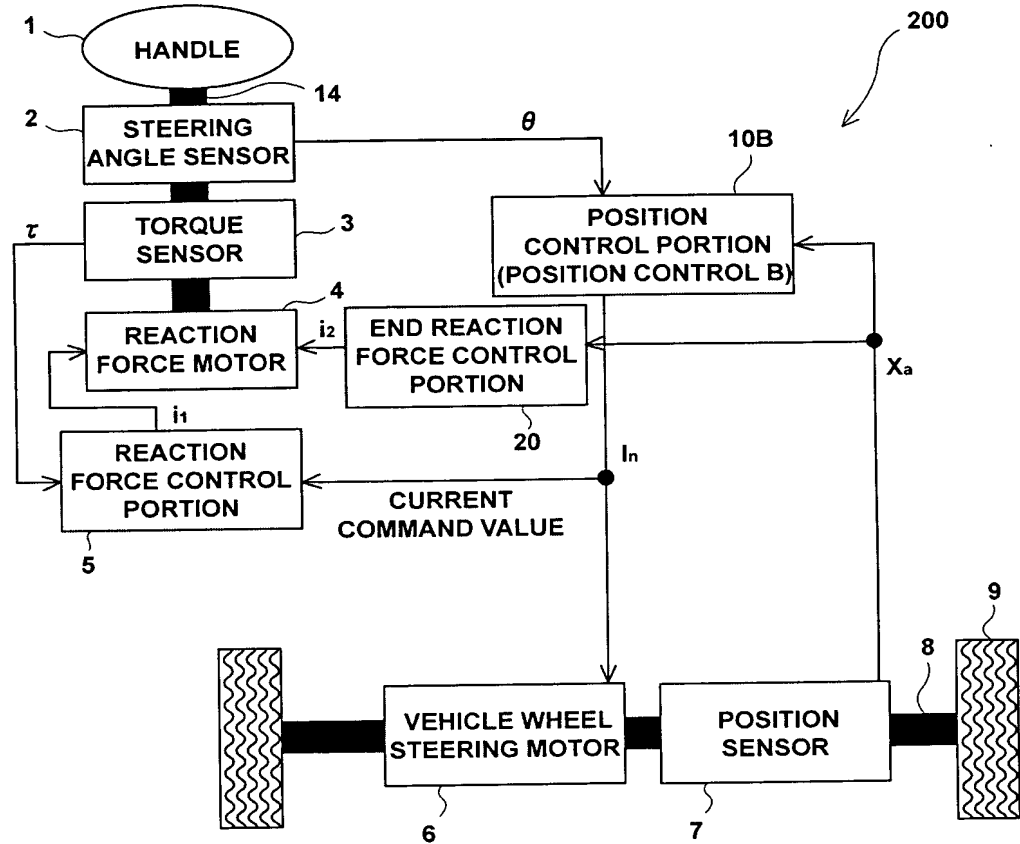 1
HANDLE
200
14
2
STEERING
ANGLE SENSOR
θ
10B
POSITION
CONTROL PORTION
(POSITION CONTROL B)
τ
TORQUE
SENSOR
3
4
REACTION
FORCE MOTOR
i2
END REACTION
FORCE CONTROL
PORTION
20
Xa
i1
REACTION
FORCE CONTROL
PORTION
5
In
CURRENT
COMMAND VALUE
9
8
VEHICLE WHEEL
STEERING MOTOR
6
POSITION
SENSOR
7